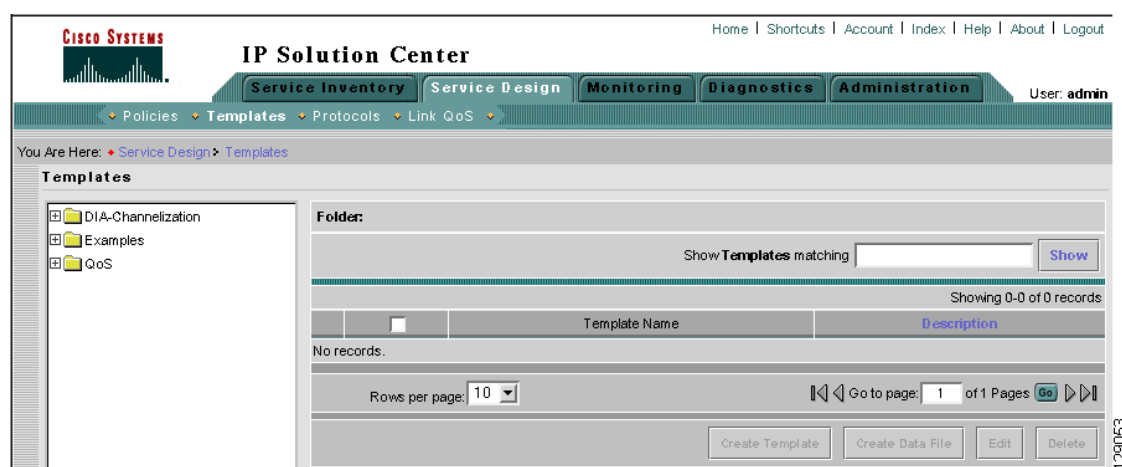 Home | Shortcuts | Account | Index | Help | About | Logout
CISCO SYSTEMS
IP Solution Center
Service Inventory Service Design Monitoring Diagnostics Administration
User: admin
Policies Templates Protocols Link QoS
You Are Here: Service Design Templates
Templates
DIA-Channelization
Examples
QoS
Folder:
Show Templates matching Show
Showing 0-0 of 0 records
Template Name Description
No records.
Rows per page: 10 Go to page: 1 of 1 Pages Go
Create Template Create Data File Edit Delete
129053